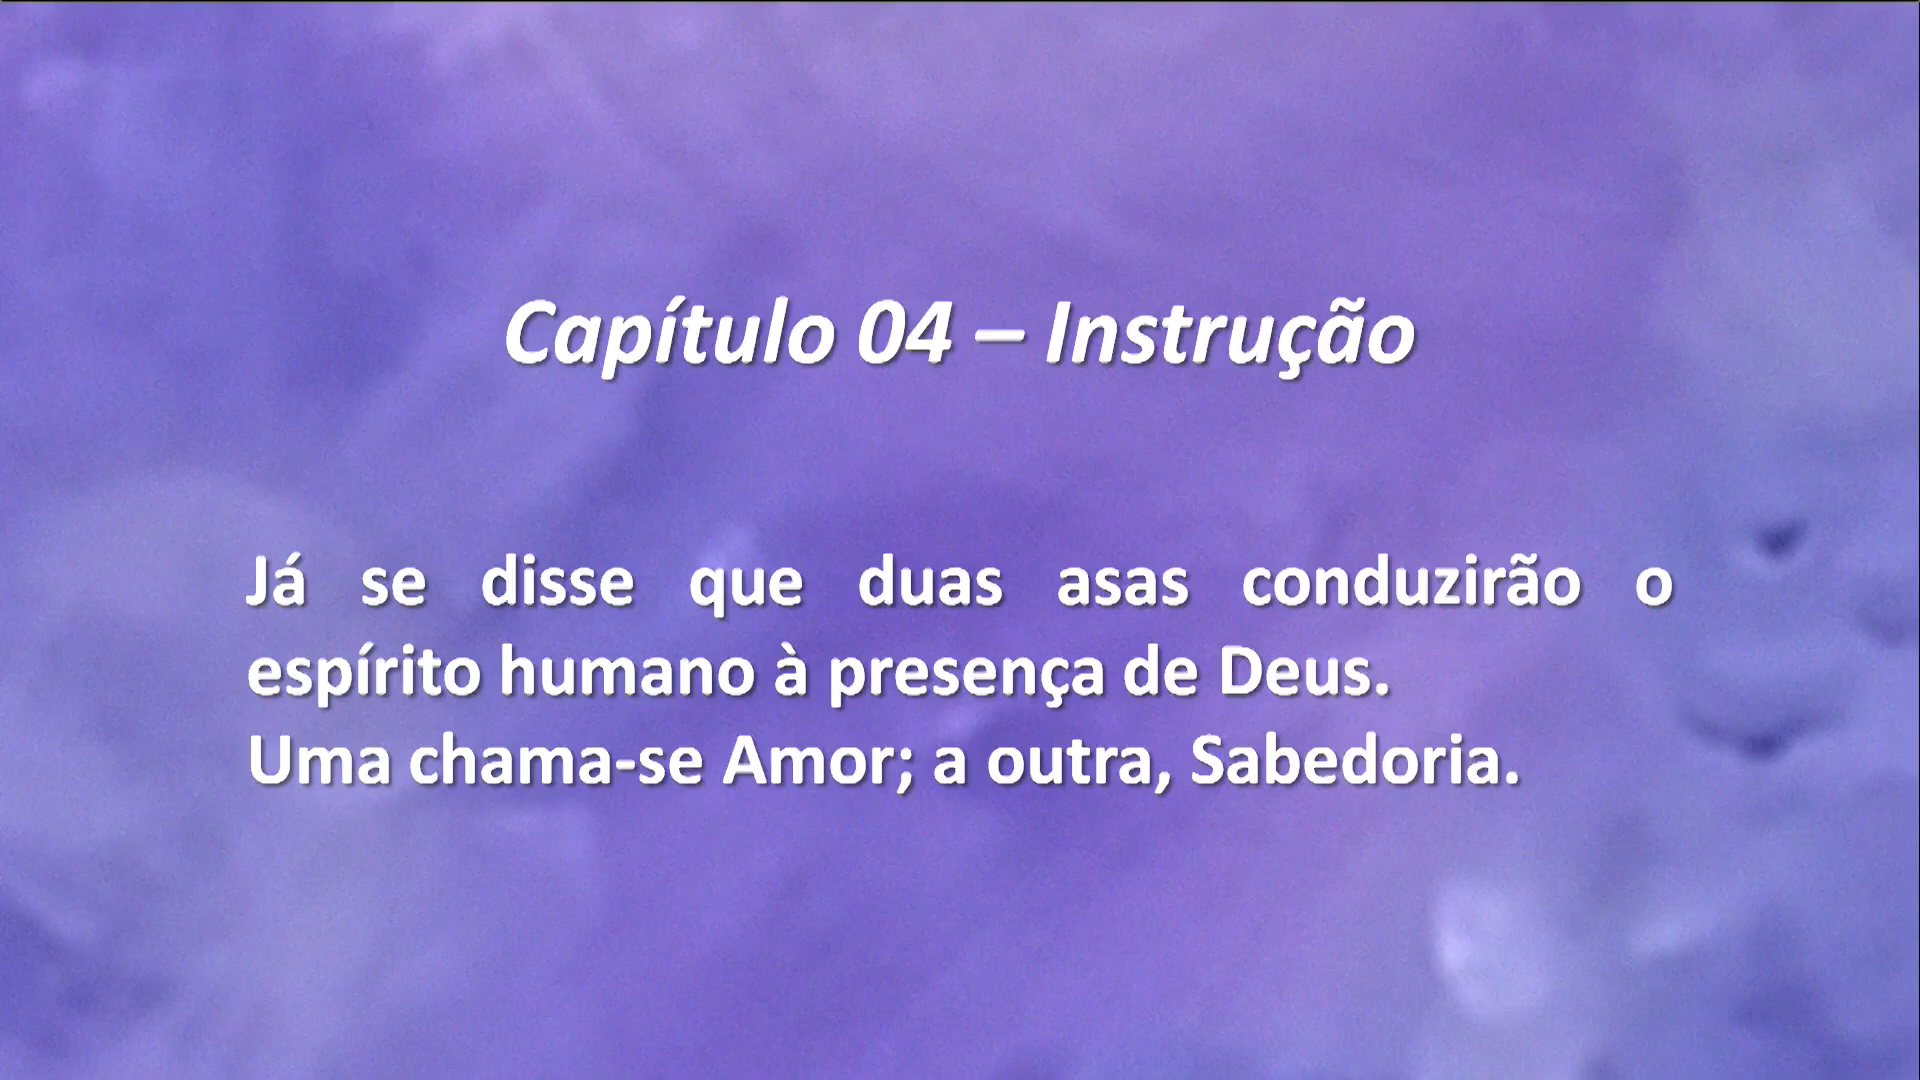 Capítulo 04 – Instrução
Já se disse que duas asas conduzirão o
espírito humano à presença de Deus.
Uma chama-se Amor; a outra, Sabedoria.